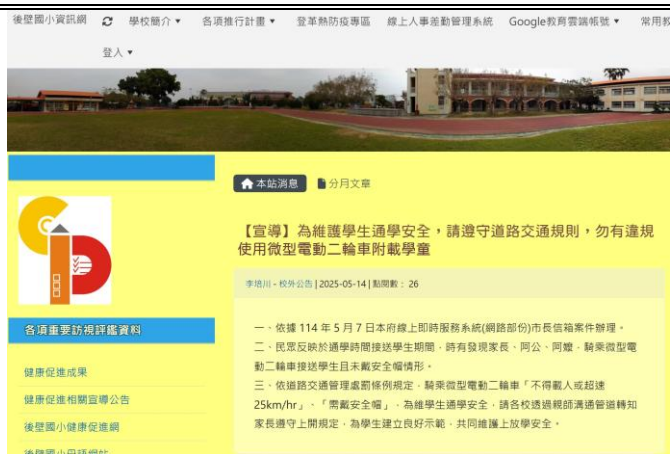 後壁國小資訊網 學校簡介▼ 各項推行計畫▼ 登革熱防疫專區 線上人事差勤管理系統 Google教育雲端帳號▼ 常用教
登入▼
本站消息 分月文章
【宣導】為維護學生通學安全，請遵守道路交通規則，勿有違規
使用微型電動二輪車附載學童
李培川 - 校外公告 | 2025-05-14 | 點閱數： 26
各項重要訪視評鑑資料
健康促進成果
健康促進相關宣導公告
後壁國小健康促進網
後壁國小母語網站
一、依據 114 年 5 月 7 日本府線上即時服務系統(網路部份)市長信箱案件辦理。
二、民眾反映於通學時間接送學生期間，時有發現家長、阿公、阿嬤，騎乘微型電
動二輪車接送學生且未戴安全帽情形。
三、依道路交通管理處罰條例規定，騎乘微型電動二輪車「不得載人或超速
25km/hr」、「需戴安全帽」，為維學生通學安全，請各校透過親師溝通管道轉知
家長遵守上開規定，為學生建立良好示範，共同維護上放學安全。